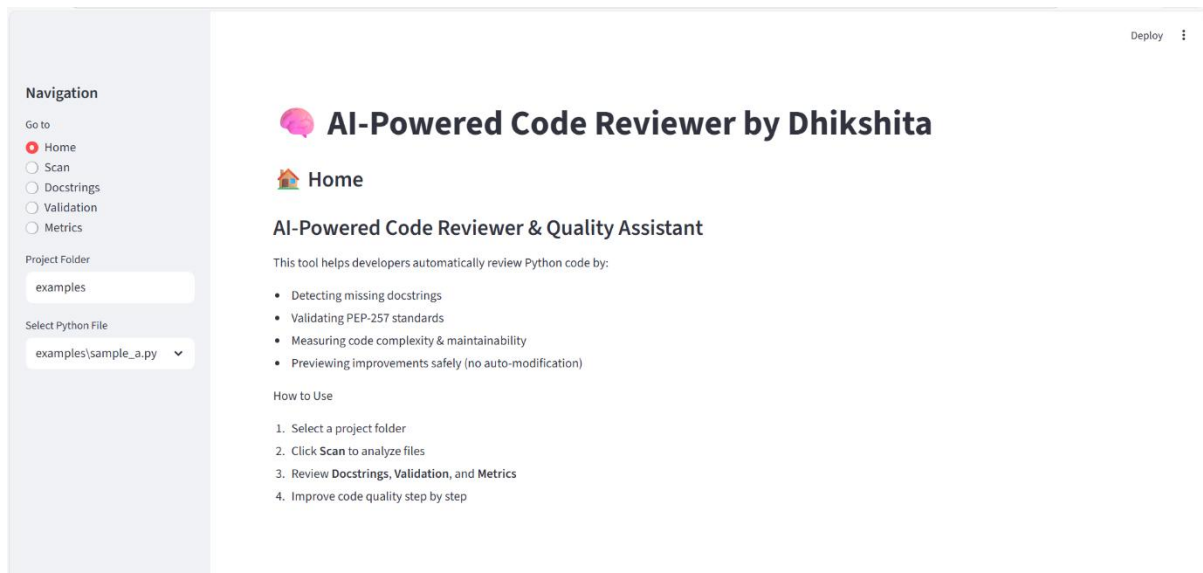 Deploy
Navigation
Go to
Home
Scan
Docstrings
Validation
Metrics
Project Folder
examples
Select Python File
examples\sample_a.py
AI-Powered Code Reviewer by Dhikshita
Home
AI-Powered Code Reviewer & Quality Assistant
This tool helps developers automatically review Python code by:
• Detecting missing docstrings
• Validating PEP-257 standards
• Measuring code complexity & maintainability
• Previewing improvements safely (no auto-modification)
How to Use
1. Select a project folder
2. Click Scan to analyze files
3. Review Docstrings, Validation, and Metrics
4. Improve code quality step by step